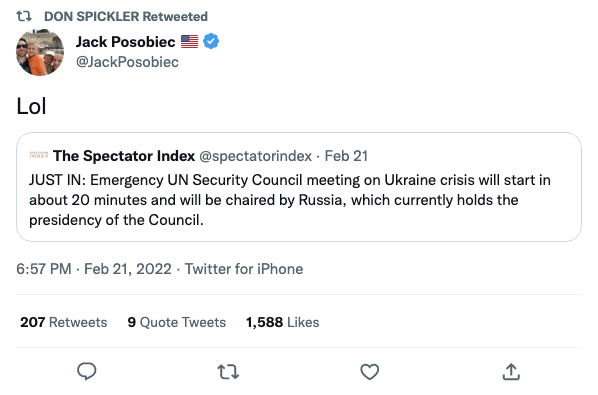 DON SPICKLER Retweeted
Jack Posobiec 🇺🇸
@JackPosobiec
Lol
The Spectator Index @spectatorindex · Feb 21
JUST IN: Emergency UN Security Council meeting on Ukraine crisis will start in
about 20 minutes and will be chaired by Russia, which currently holds the
presidency of the Council.
6:57 PM · Feb 21, 2022 · Twitter for iPhone
207 Retweets 9 Quote Tweets 1,588 Likes